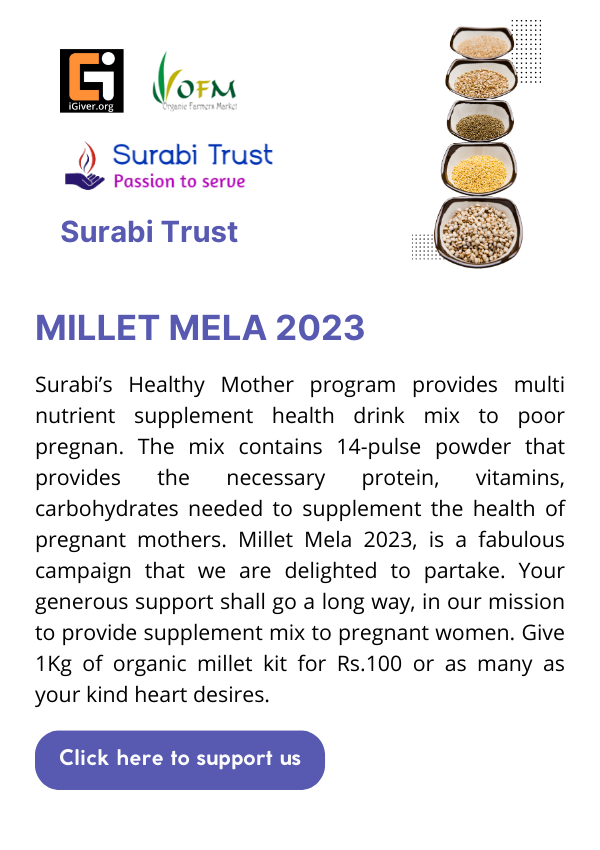 iGiver.org
OFM
Organic Farmers Market
Surabi Trust
Passion to serve
Surabi Trust
MILLET MELA 2023
Surabi’s Healthy Mother program provides multi
nutrient supplement health drink mix to poor
pregnan. The mix contains 14-pulse powder that
provides the necessary protein, vitamins,
carbohydrates needed to supplement the health of
pregnant mothers. Millet Mela 2023, is a fabulous
campaign that we are delighted to partake. Your
generous support shall go a long way, in our mission
to provide supplement mix to pregnant women. Give
1Kg of organic millet kit for Rs.100 or as many as
your kind heart desires.
Click here to support us